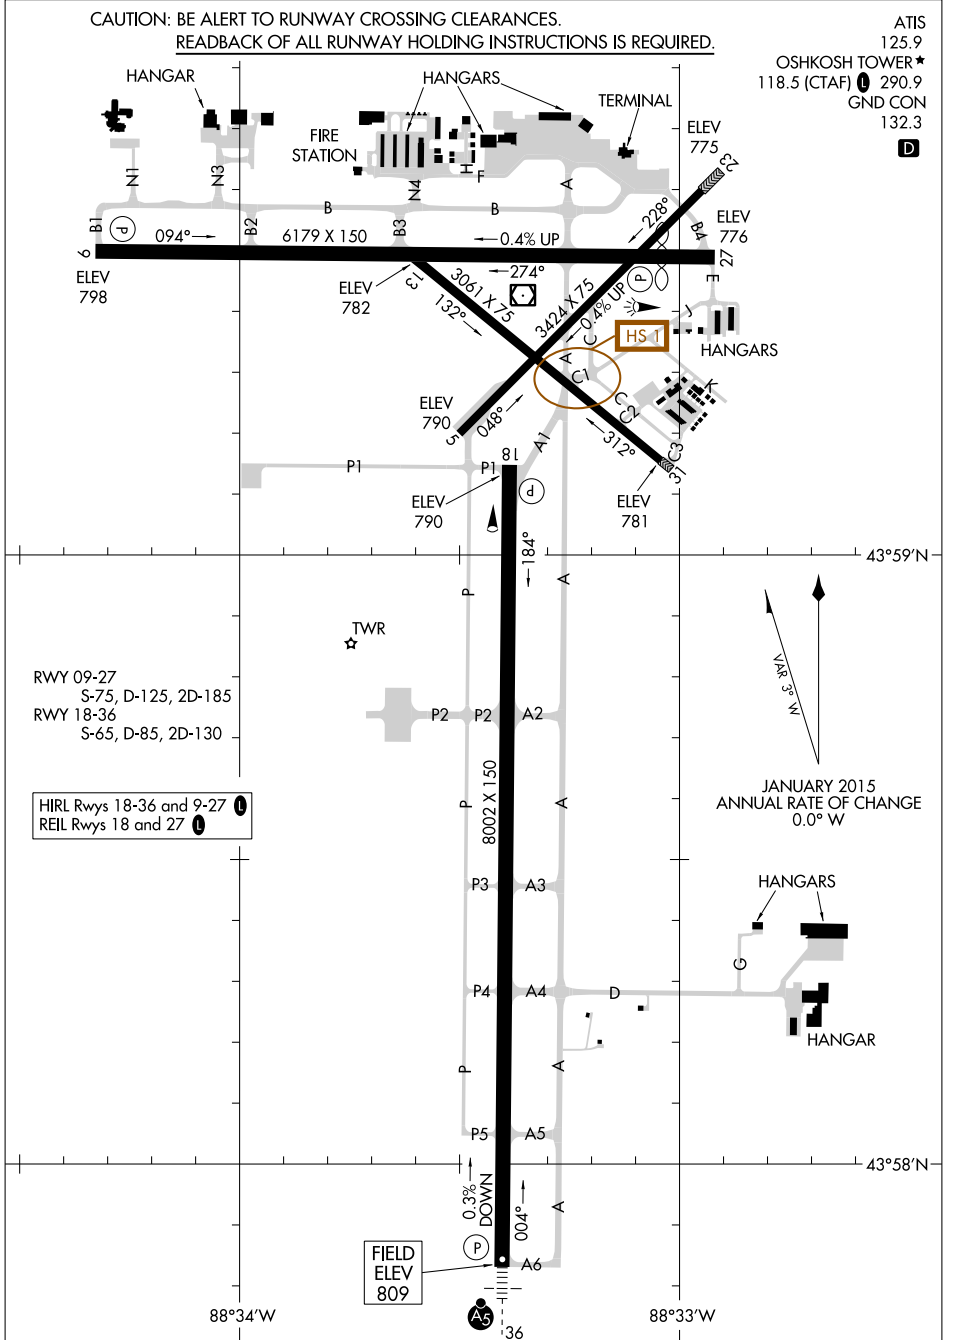 CAUTION: BE ALERT TO RUNWAY CROSSING CLEARANCES.
READBACK OF ALL RUNWAY HOLDING INSTRUCTIONS IS REQUIRED.
ATIS
125.9
OSHKOSH TOWER★
118.5 (CTAF) L 290.9
GND CON
132.3
D
HANGAR
HANGARS
TERMINAL
FIRE
STATION
ELEV
775
23
N1
N3
N4
H
F
A
B1
P
B
B2
B3
B
228°
B4
ELEV
776
9
094°
6179 X 150
0.4% UP
274°
27
ELEV
798
ELEV
782
13
3061 X 75
132°
3424 X 75
0.4% UP
P
E
J
C
HS 1
HANGARS
A
C1
C
C2
K
C3
ELEV
790
5
048°
312°
31
ELEV
781
A1
P1
P1
18
ELEV
790
P
184°
43°59'N
P
A
TWR
VAR 3° W
RWY 09-27
S-75, D-125, 2D-185
RWY 18-36
S-65, D-85, 2D-130
P2
P2
A2
HIRL Rwys 18-36 and 9-27 L
REIL Rwys 18 and 27 L
P
8002 X 150
A
JANUARY 2015
ANNUAL RATE OF CHANGE
0.0° W
P3
A3
HANGARS
G
P4
A4
D
HANGAR
P
A
P5
A5
43°58'N
0.3%
DOWN
004°
A
P
FIELD
ELEV
809
A6
A5
36
88°34'W
88°33'W